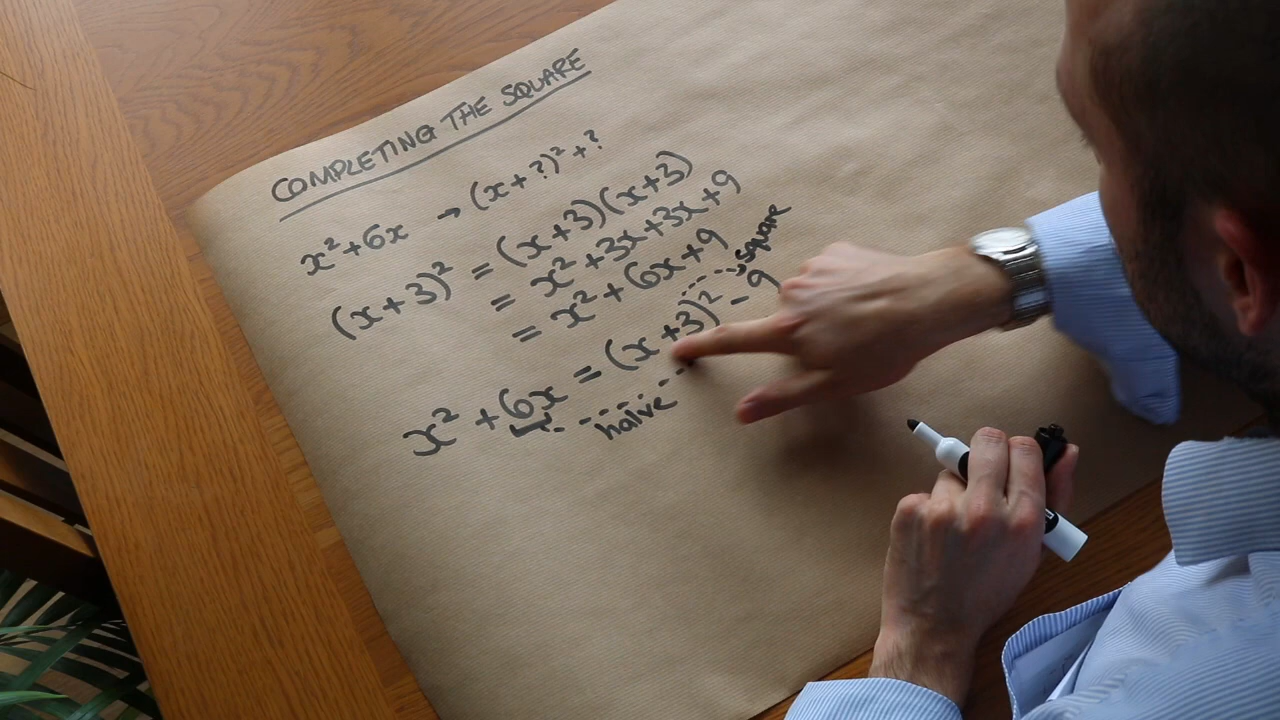 COMPLETING THE SQUARE
x² + 6x → (x + ?)² + ?
(x + 3)² = (x + 3)(x + 3)
= x² + 3x + 3x + 9
= x² + 6x + 9
square
x² + 6x = (x + 3)² - 9
halve